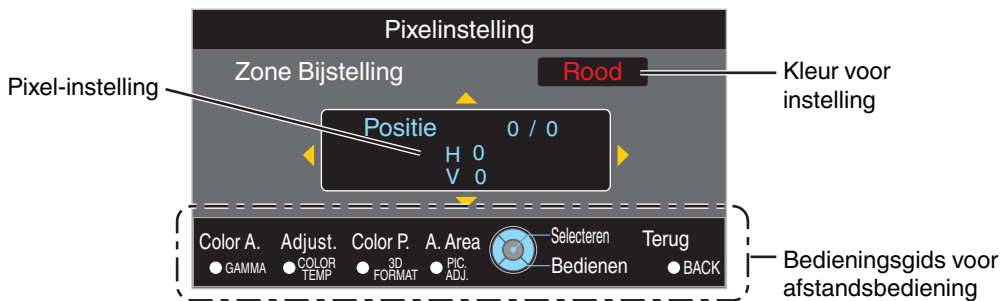 Pixelinstelling
Zone Bijstelling Rood
Kleur voor
instelling
Pixel-instelling
Positie 0 / 0
H 0
V 0
Color A. Adjust. Color P. A. Area Selecteren Terug
GAMMA COLOR TEMP 3D FORMAT PIC. ADJ. Bedienen BACK
Bedieningsgids voor
afstandsbediening